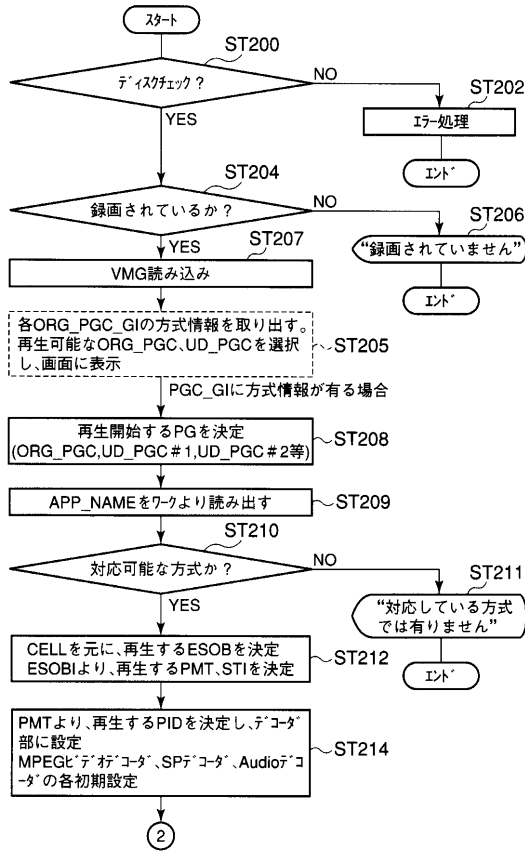 スタート
ST200
ディスクチェック？
NO
ST202
エラー処理
エンド
YES
ST204
録画されているか？
NO
ST206
“録画されていません”
エンド
YES
ST207
VMG読み込み
各ORG_PGC_GIの方式情報を取り出す。
再生可能なORG_PGC、UD_PGCを選択
し、画面に表示
ST205
PGC_GIに方式情報が有る場合
再生開始するPGを決定
(ORG_PGC,UD_PGC＃1,UD_PGC＃2等)
ST208
APP_NAMEをワークより読み出す
ST209
ST210
対応可能な方式か？
NO
ST211
“対応している方式
では有りません”
エンド
YES
CELLを元に、再生するESOBを決定
ESOBIより、再生するPMT、STIを決定
ST212
PMTより、再生するPIDを決定し、デコーダ
部に設定
MPEGビデオデコーダ、SPデコーダ、Audioデコ
ーダの各初期設定
ST214
2